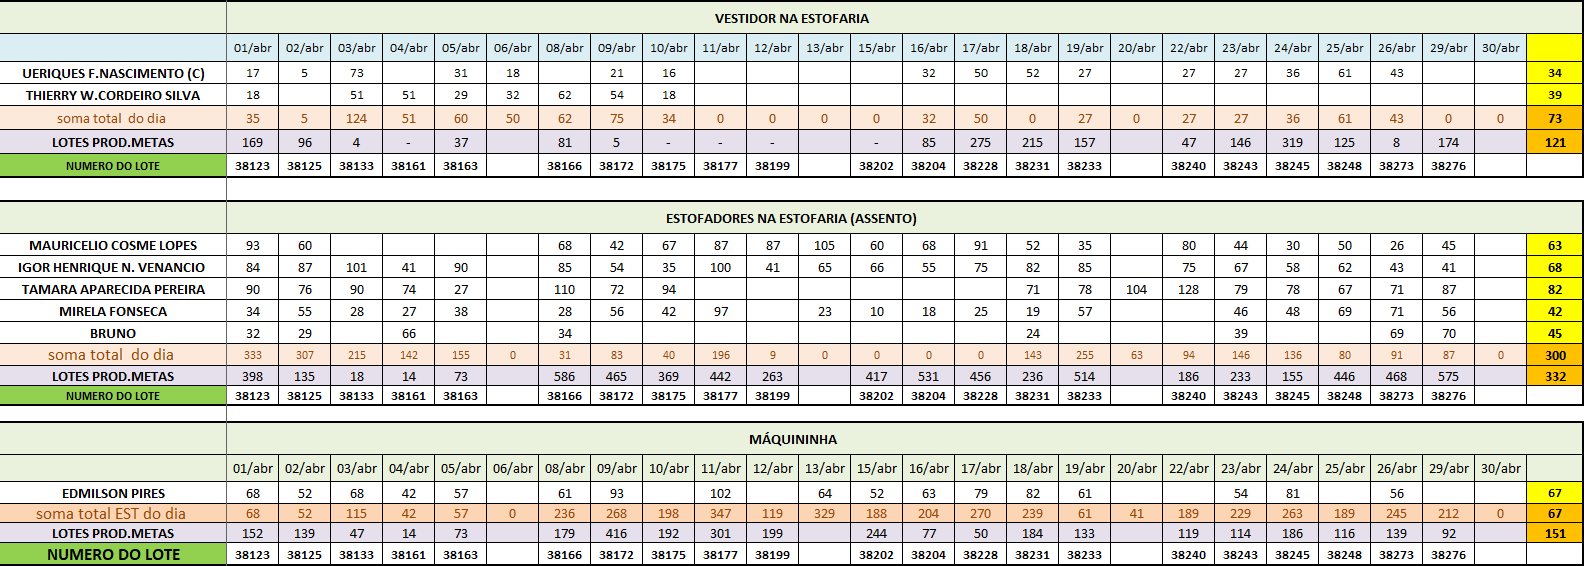 VESTIDOR NA ESTOFARIA
01/abr 02/abr 03/abr 04/abr 05/abr 06/abr 08/abr 09/abr 10/abr 11/abr 12/abr 13/abr 15/abr 16/abr 17/abr 18/abr 19/abr 20/abr 22/abr 23/abr 24/abr 25/abr 26/abr 29/abr 30/abr
UERIQUES F.NASCIMENTO (C) 17 5 73 31 18 21 16 32 50 52 27 27 27 36 61 43 34
THIERRY W.CORDEIRO SILVA 18 51 51 29 32 62 54 18 39
soma total do dia 35 5 124 51 60 50 62 75 34 0 0 0 0 32 50 0 27 0 27 27 36 61 43 0 0 73
LOTES PROD.METAS 169 96 4 - 37 81 5 - - - - 85 275 215 157 47 146 319 125 8 174 121
NUMERO DO LOTE 38123 38125 38133 38161 38163 38166 38172 38175 38177 38199 38202 38204 38228 38231 38233 38240 38243 38245 38248 38273 38276
ESTOFADORES NA ESTOFARIA (ASSENTO)
MAURICELIO COSME LOPES 93 60 68 42 67 87 87 105 60 68 91 52 35 80 44 30 50 26 45 63
IGOR HENRIQUE N. VENANCIO 84 87 101 41 90 85 54 35 100 41 65 66 55 75 82 85 75 67 58 62 43 41 68
TAMARA APARECIDA PEREIRA 90 76 90 74 27 110 72 94 71 78 104 128 79 78 67 71 87 82
MIRELA FONSECA 34 55 28 27 38 28 56 42 97 23 10 18 25 19 57 46 48 69 71 56 42
BRUNO 32 29 66 34 24 39 69 70 45
soma total do dia 333 307 215 142 155 0 31 83 40 196 9 0 0 0 0 143 255 63 94 146 136 80 91 87 0 300
LOTES PROD.METAS 398 135 18 14 73 586 465 369 442 263 417 531 456 236 514 186 233 155 446 468 575 332
NUMERO DO LOTE 38123 38125 38133 38161 38163 38166 38172 38175 38177 38199 38202 38204 38228 38231 38233 38240 38243 38245 38248 38273 38276
MÁQUININHA
01/abr 02/abr 03/abr 04/abr 05/abr 06/abr 08/abr 09/abr 10/abr 11/abr 12/abr 13/abr 15/abr 16/abr 17/abr 18/abr 19/abr 20/abr 22/abr 23/abr 24/abr 25/abr 26/abr 29/abr 30/abr
EDMILSON PIRES 68 52 68 42 57 61 93 102 64 52 63 79 82 61 54 81 56 67
soma total EST do dia 68 52 115 42 57 0 236 268 198 347 119 329 188 204 270 239 61 41 189 229 263 189 245 212 0 67
LOTES PROD.METAS 152 139 47 14 73 179 416 192 301 199 244 77 50 184 133 119 114 186 116 139 92 151
NUMERO DO LOTE 38123 38125 38133 38161 38163 38166 38172 38175 38177 38199 38202 38204 38228 38231 38233 38240 38243 38245 38248 38273 38276